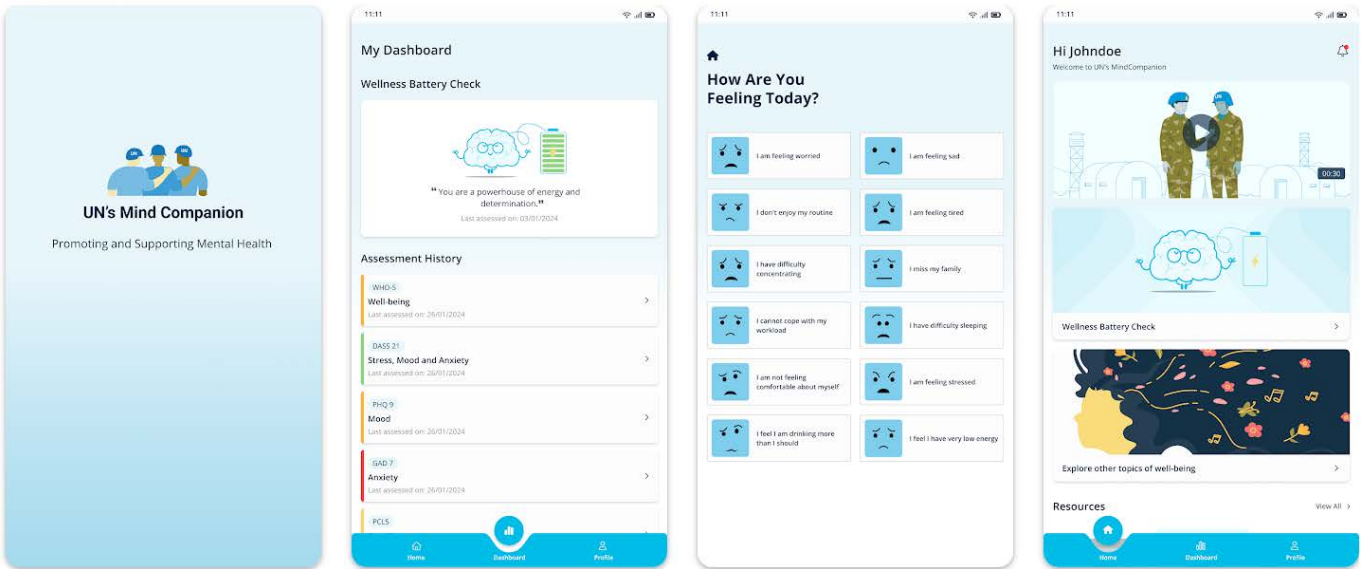 UN
UN
UN's Mind Companion
Promoting and Supporting Mental Health
11:11
My Dashboard
Wellness Battery Check
❝ You are a powerhouse of energy and
determination.❞
Last assessed on: 03/01/2024
Assessment History
WHO-5
Well-being
Last assessed on: 26/01/2024
DASS 21
Stress, Mood and Anxiety
Last assessed on: 26/01/2024
PHQ 9
Mood
Last assessed on: 26/01/2024
GAD 7
Anxiety
Last assessed on: 26/01/2024
PCL5
Home
Dashboard
Profile
11:11
How Are You
Feeling Today?
I am feeling worried
I am feeling sad
I don't enjoy my routine
I am feeling tired
I have difficulty
concentrating
I miss my family
I cannot cope with my
workload
I have difficulty sleeping
I am not feeling
comfortable about myself
I am feeling stressed
I feel I am drinking more
than I should
I feel I have very low energy
11:11
Hi Johndoe
Welcome to UN's MindCompanion
UN
00:30
Wellness Battery Check
Explore other topics of well-being
Resources
View All
Home
Dashboard
Profile